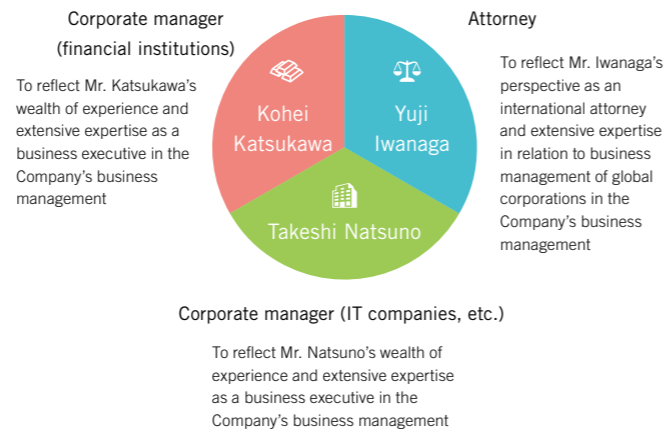 Corporate manager
(financial institutions)
To reflect Mr. Katsukawa’s
wealth of experience and
extensive expertise as a
business executive in the
Company’s business
management
Kohei
Katsukawa
Attorney
Yuji
Iwanaga
To reflect Mr. Iwanaga’s
perspective as an
international attorney
and extensive expertise
in relation to business
management of global
corporations in the
Company’s business
management
Takeshi Natsuno
Corporate manager (IT companies, etc.)
To reflect Mr. Natsuno’s wealth of
experience and extensive expertise
as a business executive in the
Company’s business management